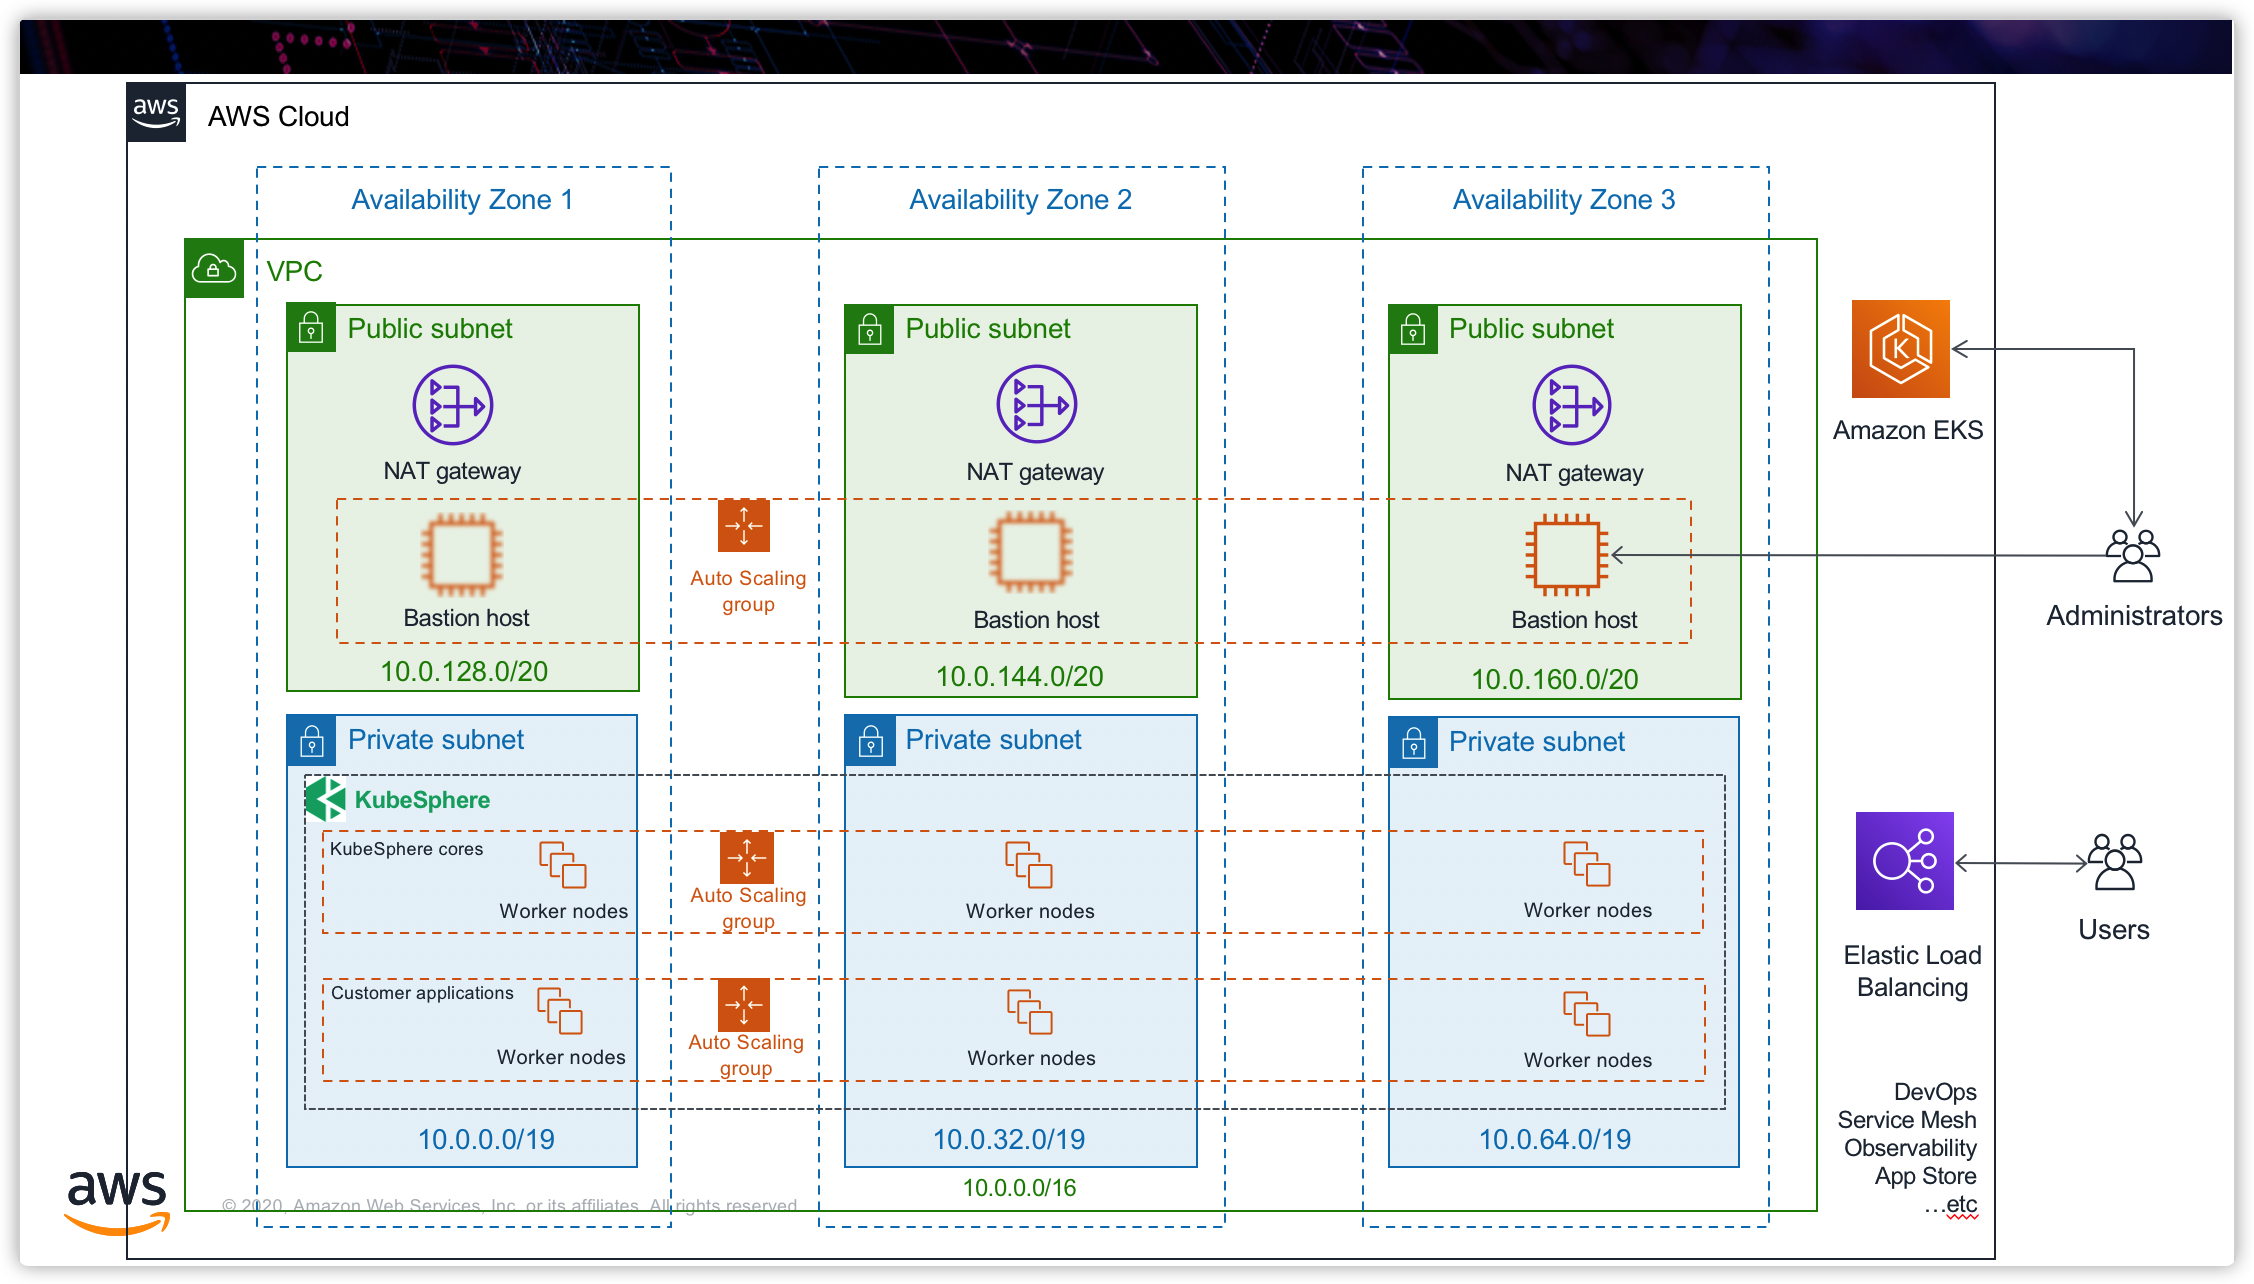 aws
AWS Cloud
Availability Zone 1
Availability Zone 2
Availability Zone 3
VPC
Public subnet
Public subnet
Public subnet
NAT gateway
NAT gateway
NAT gateway
K
Amazon EKS
Auto Scaling
group
Bastion host
Bastion host
Bastion host
Administrators
10.0.128.0/20
10.0.144.0/20
10.0.160.0/20
Private subnet
Private subnet
Private subnet
KubeSphere
KubeSphere cores
Worker nodes
Auto Scaling
group
Worker nodes
Worker nodes
Users
Elastic Load
Balancing
Customer applications
Worker nodes
Auto Scaling
group
Worker nodes
Worker nodes
10.0.0.0/19
10.0.32.0/19
10.0.64.0/19
10.0.0.0/16
DevOps
Service Mesh
Observability
App Store
…etc
aws
© 2020, Amazon Web Services, Inc. or its affiliates. All rights reserved